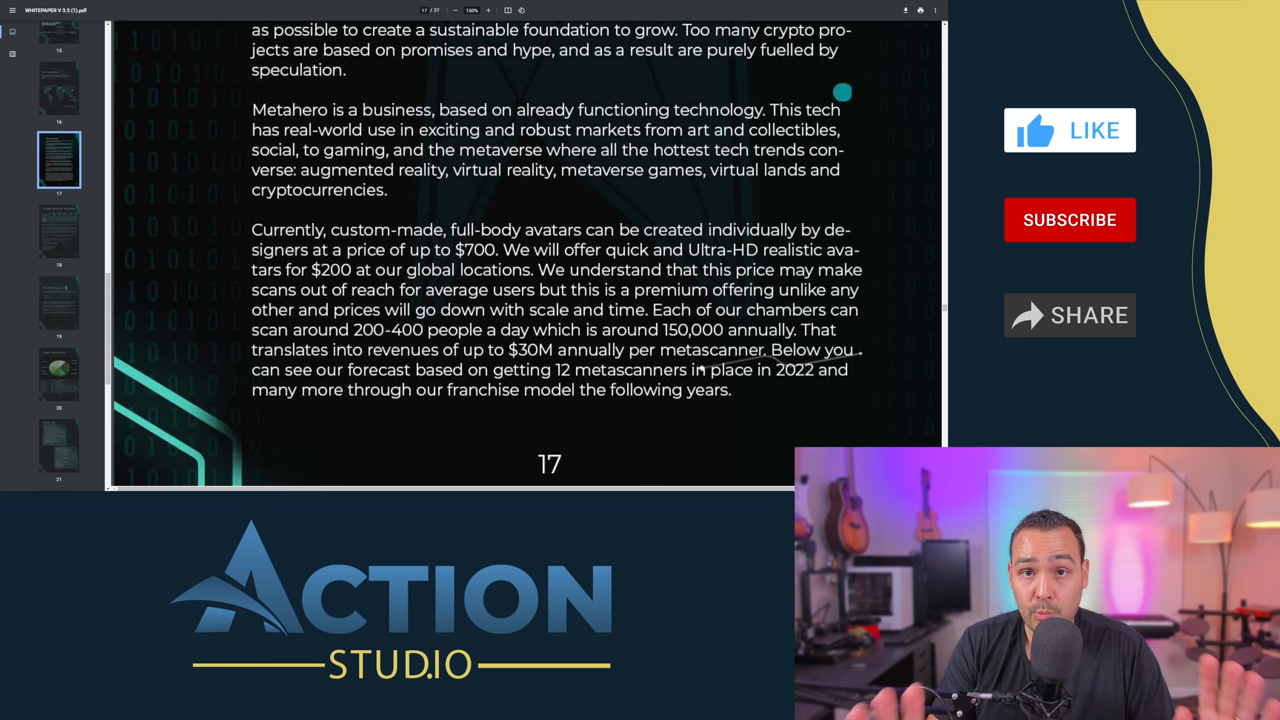 WHITEPAPER V 3.5 (1).pdf
17 / 27
150%
as possible to create a sustainable foundation to grow. Too many crypto pro-
jects are based on promises and hype, and as a result are purely fuelled by
speculation.
Metahero is a business, based on already functioning technology. This tech
has real-world use in exciting and robust markets from art and collectibles,
social, to gaming, and the metaverse where all the hottest tech trends con-
verse: augmented reality, virtual reality, metaverse games, virtual lands and
cryptocurrencies.
Currently, custom-made, full-body avatars can be created individually by de-
signers at a price of up to $700. We will offer quick and Ultra-HD realistic ava-
tars for $200 at our global locations. We understand that this price may make
scans out of reach for average users but this is a premium offering unlike any
other and prices will go down with scale and time. Each of our chambers can
scan around 200-400 people a day which is around 150,000 annually. That
translates into revenues of up to $30M annually per metascanner. Below you
can see our forecast based on getting 12 metascanners in place in 2022 and
many more through our franchise model the following years.
17
15
16
17
18
19
20
21
LIKE
SUBSCRIBE
SHARE
ACTION
STUD.IO